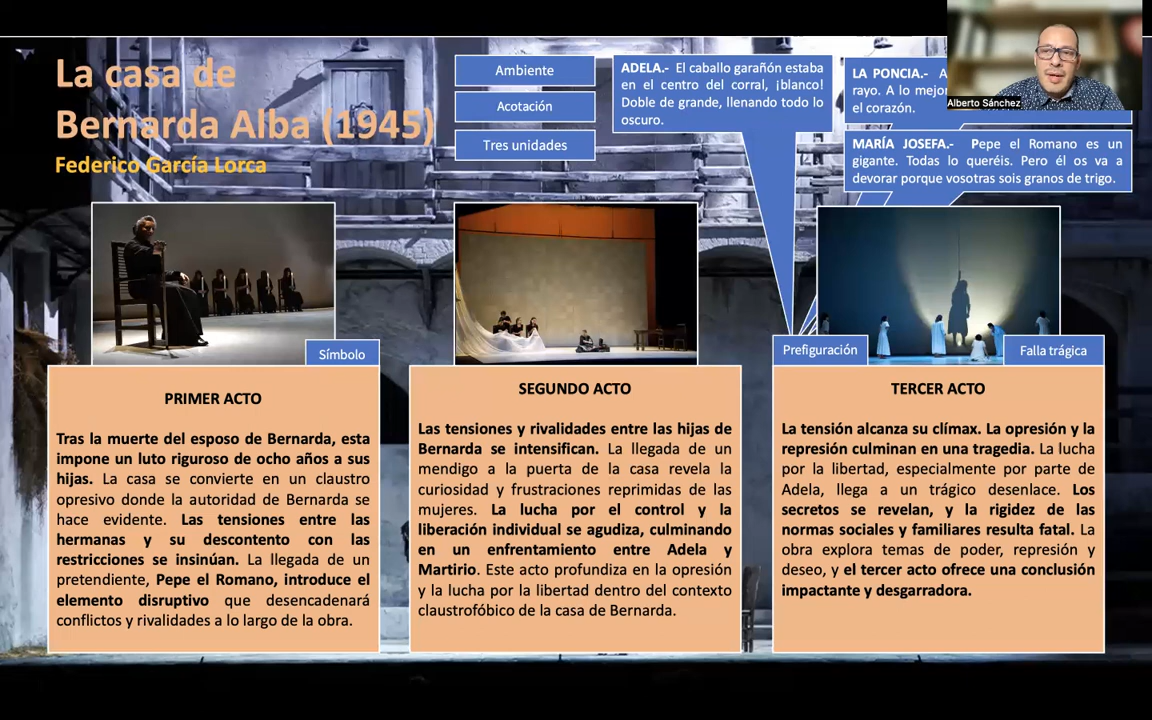 La casa de
Bernarda Alba (1945)
Federico García Lorca
Ambiente
Acotación
Tres unidades
ADELA.- El caballo garañón estaba
en el centro del corral, ¡blanco!
Doble de grande, llenando todo lo
oscuro.
LA PONCIA.- A
rayo. A lo mejor
el corazón.
Alberto Sánchez
MARÍA JOSEFA.- Pepe el Romano es un
gigante. Todas lo queréis. Pero él os va a
devorar porque vosotras sois granos de trigo.
Símbolo
Prefiguración
Falla trágica
PRIMER ACTO
Tras la muerte del esposo de Bernarda, esta
impone un luto riguroso de ocho años a sus
hijas. La casa se convierte en un claustro
opresivo donde la autoridad de Bernarda se
hace evidente. Las tensiones entre las
hermanas y su descontento con las
restricciones se insinúan. La llegada de un
pretendiente, Pepe el Romano, introduce el
elemento disruptivo que desencadenará
conflictos y rivalidades a lo largo de la obra.
SEGUNDO ACTO
Las tensiones y rivalidades entre las hijas de
Bernarda se intensifican. La llegada de un
mendigo a la puerta de la casa revela la
curiosidad y frustraciones reprimidas de las
mujeres. La lucha por el control y la
liberación individual se agudiza, culminando
en un enfrentamiento entre Adela y
Martirio. Este acto profundiza en la opresión
y la lucha por la libertad dentro del contexto
claustrofóbico de la casa de Bernarda.
TERCER ACTO
La tensión alcanza su clímax. La opresión y la
represión culminan en una tragedia. La lucha
por la libertad, especialmente por parte de
Adela, llega a un trágico desenlace. Los
secretos se revelan, y la rigidez de las
normas sociales y familiares resulta fatal. La
obra explora temas de poder, represión y
deseo, y el tercer acto ofrece una conclusión
impactante y desgarradora.